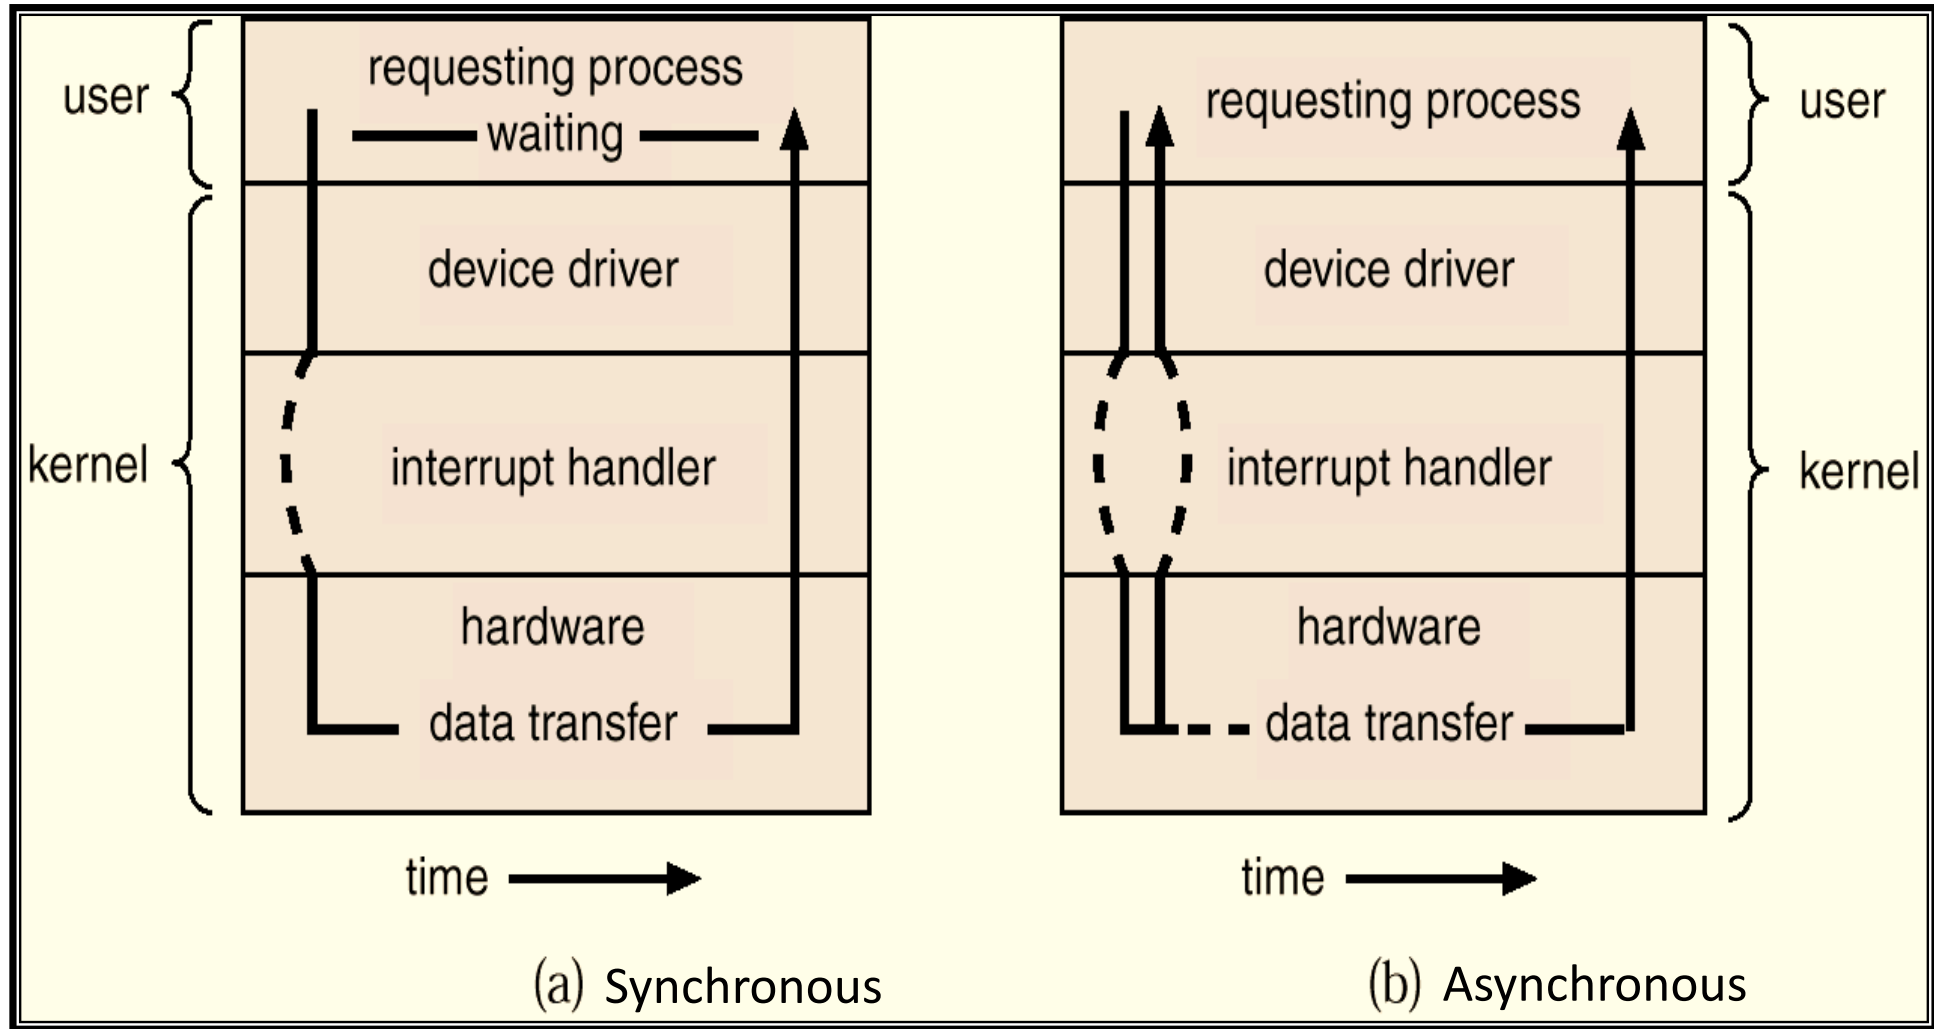 user
requesting process
waiting
device driver
kernel
interrupt handler
hardware
data transfer
time
(a) Synchronous
requesting process
user
device driver
interrupt handler
kernel
hardware
data transfer
time
(b) Asynchronous